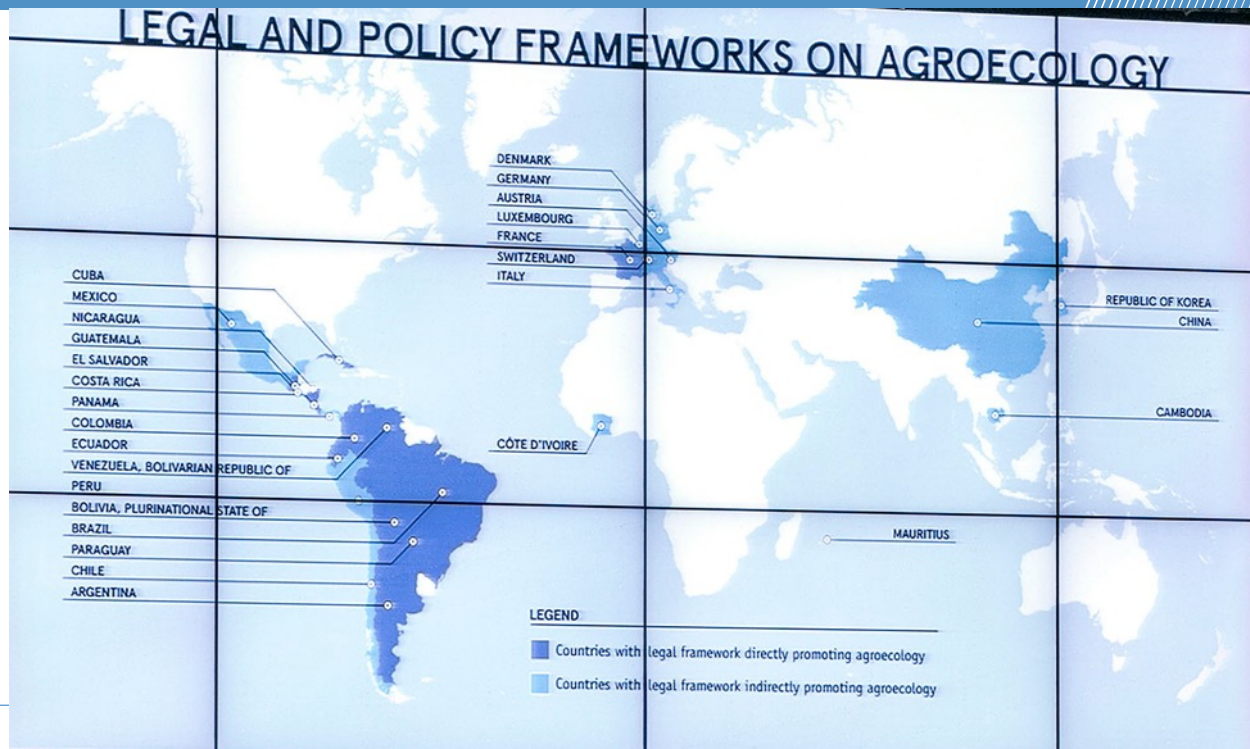 LEGAL AND POLICY FRAMEWORKS ON AGROECOLOGY
DENMARK
GERMANY
AUSTRIA
LUXEMBOURG
FRANCE
SWITZERLAND
ITALY
CUBA
MEXICO
NICARAGUA
GUATEMALA
EL SALVADOR
COSTA RICA
PANAMA
COLOMBIA
ECUADOR
VENEZUELA, BOLIVARIAN REPUBLIC OF
PERU
BOLIVIA, PLURINATIONAL STATE OF
BRAZIL
PARAGUAY
CHILE
ARGENTINA
CÔTE D'IVOIRE
REPUBLIC OF KOREA
CHINA
CAMBODIA
MAURITIUS
LEGEND
Countries with legal framework directly promoting agroecology
Countries with legal framework indirectly promoting agroecology